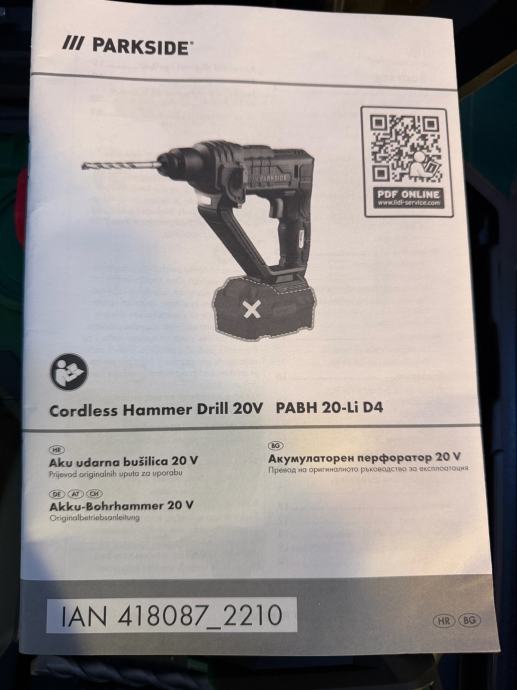 /// PARKSIDE®
PARKSIDE
PDF ONLINE
www.lidl-service.com
Cordless Hammer Drill 20V PABH 20-Li D4
HR
Aku udarna bušilica 20 V
Prijevod originalnih uputa za uporabu
BG
Акумулаторен перфоратор 20 V
Превод на оригиналното ръководство за експлоатация
DE AT CH
Akku-Bohrhammer 20 V
Originalbetriebsanleitung
IAN 418087_2210
HR BG